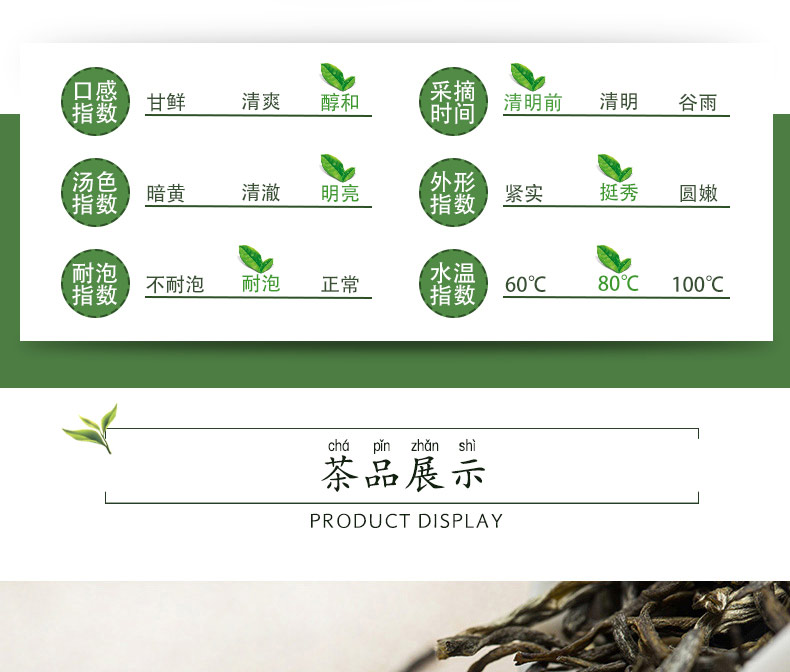 口感
指数
甘鲜 清爽 醇和
采摘
时间
清明前 清明 谷雨
汤色
指数
暗黄 清澈 明亮
外形
指数
紧实 挺秀 圆嫩
耐泡
指数
不耐泡 耐泡 正常
水温
指数
60℃ 80℃ 100℃
chá pǐn zhǎn shì
茶品展示
PRODUCT DISPLAY